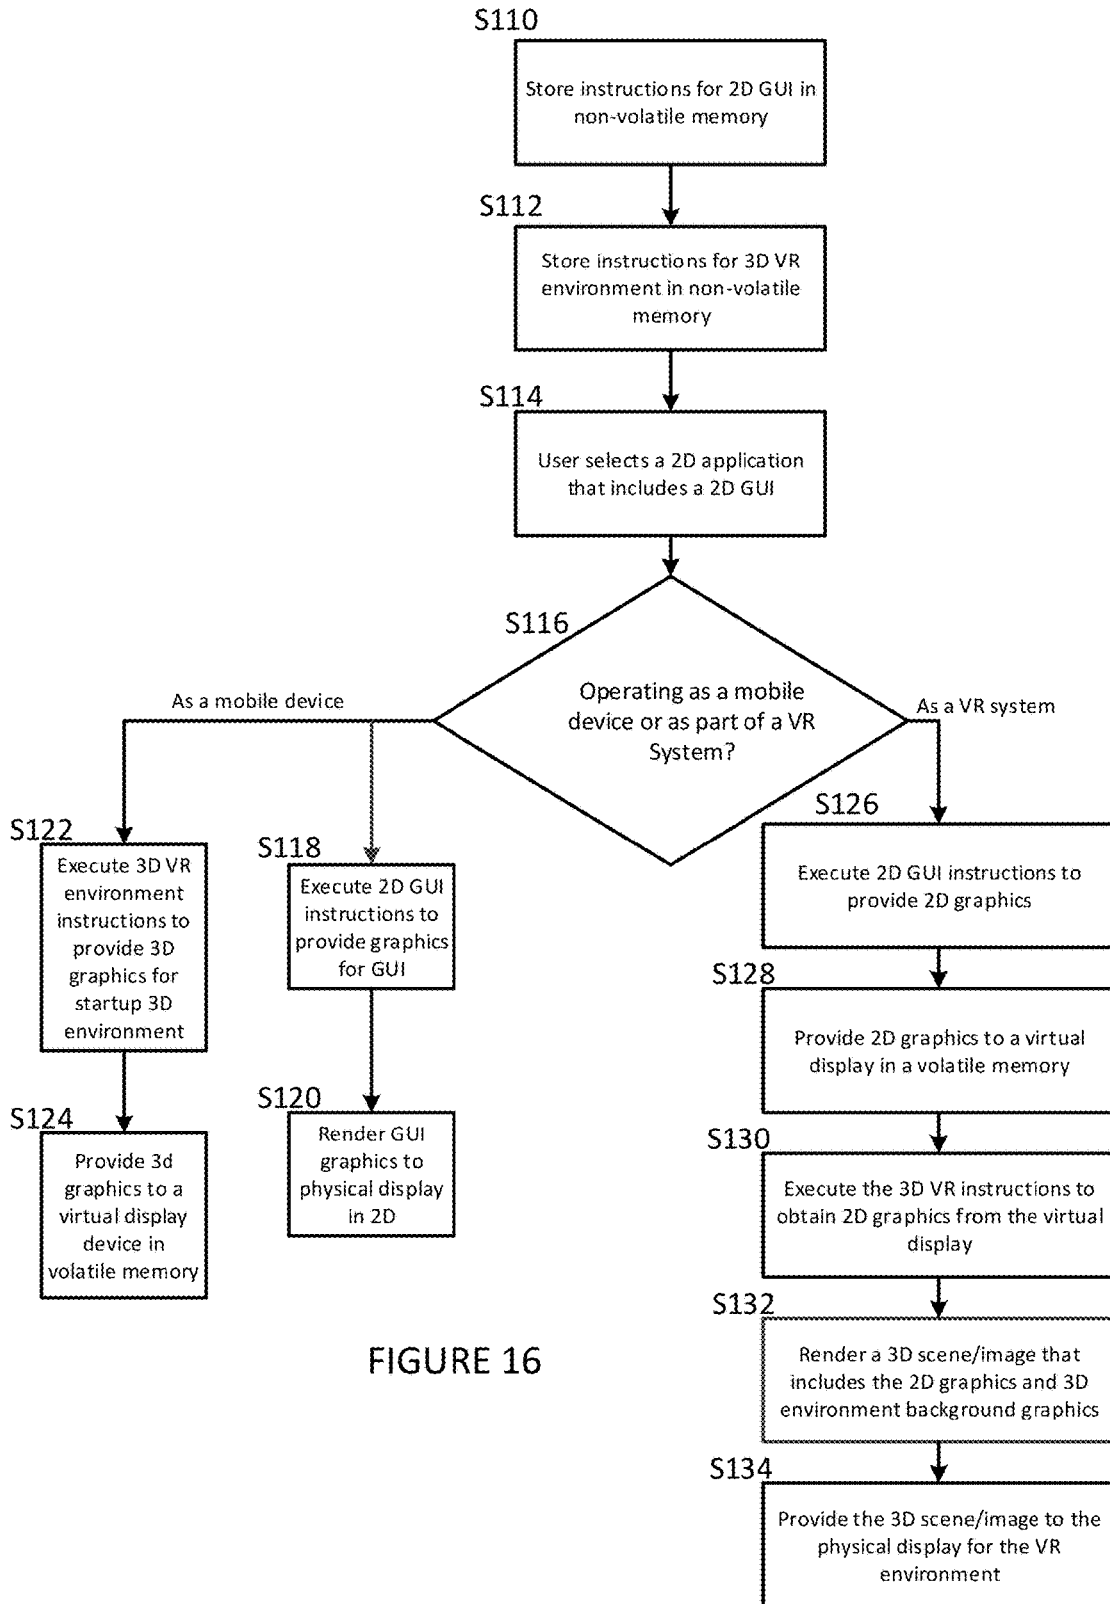 S110
Store instructions for 2D GUI in
non-volatile memory
S112
Store instructions for 3D VR
environment in non-volatile
memory
S114
User selects a 2D application
that includes a 2D GUI
S116
Operating as a mobile
device or as part of a VR
System?
As a mobile device
As a VR system
S122
Execute 3D VR
environment
instructions to
provide 3D
graphics for
startup 3D
environment
S124
Provide 3d
graphics to a
virtual display
device in
volatile memory
S118
Execute 2D GUI
instructions to
provide graphics
for GUI
S120
Render GUI
graphics to
physical display
in 2D
S126
Execute 2D GUI instructions to
provide 2D graphics
S128
Provide 2D graphics to a virtual
display in a volatile memory
S130
Execute the 3D VR instructions to
obtain 2D graphics from the virtual
display
S132
Render a 3D scene/image that
includes the 2D graphics and 3D
environment background graphics
S134
Provide the 3D scene/image to the
physical display for the VR
environment
FIGURE 16